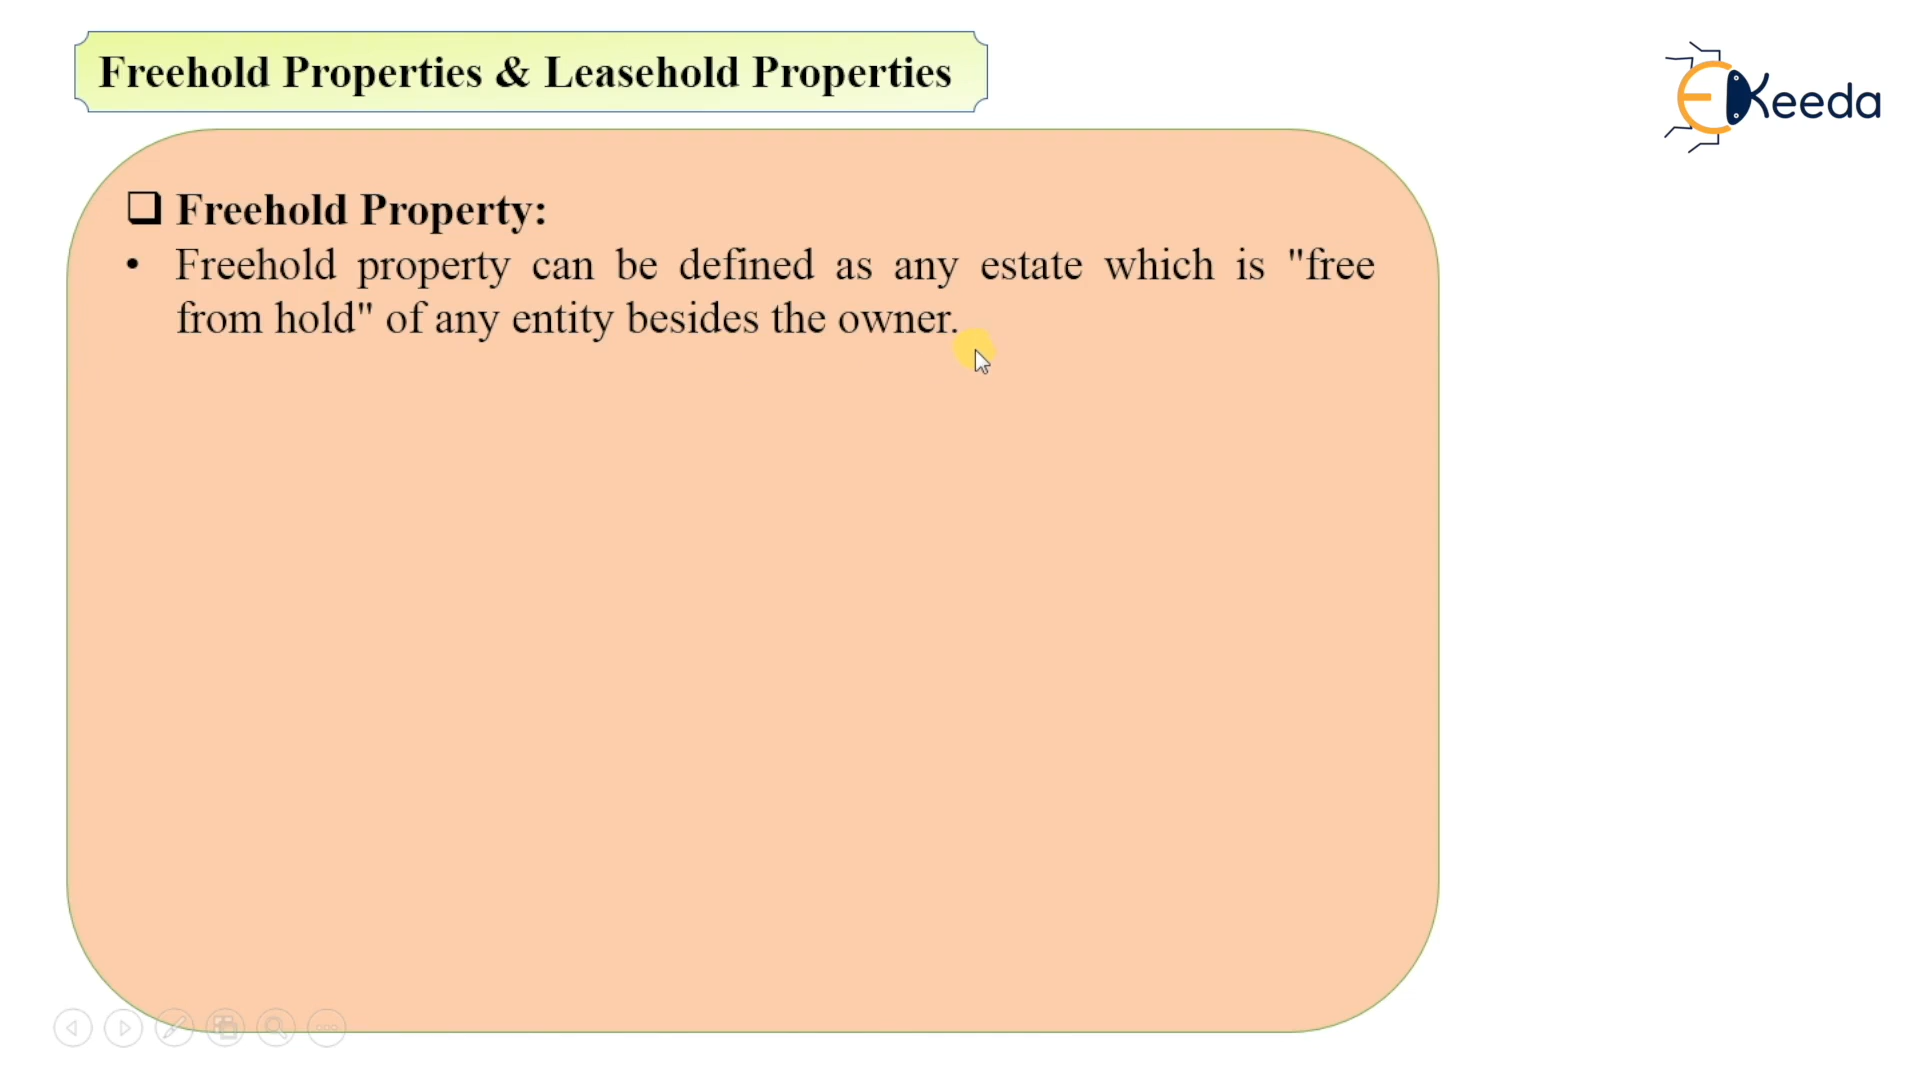 Freehold Properties & Leasehold Properties
EKeeda
❑ Freehold Property:
• Freehold property can be defined as any estate which is "free
from hold" of any entity besides the owner.